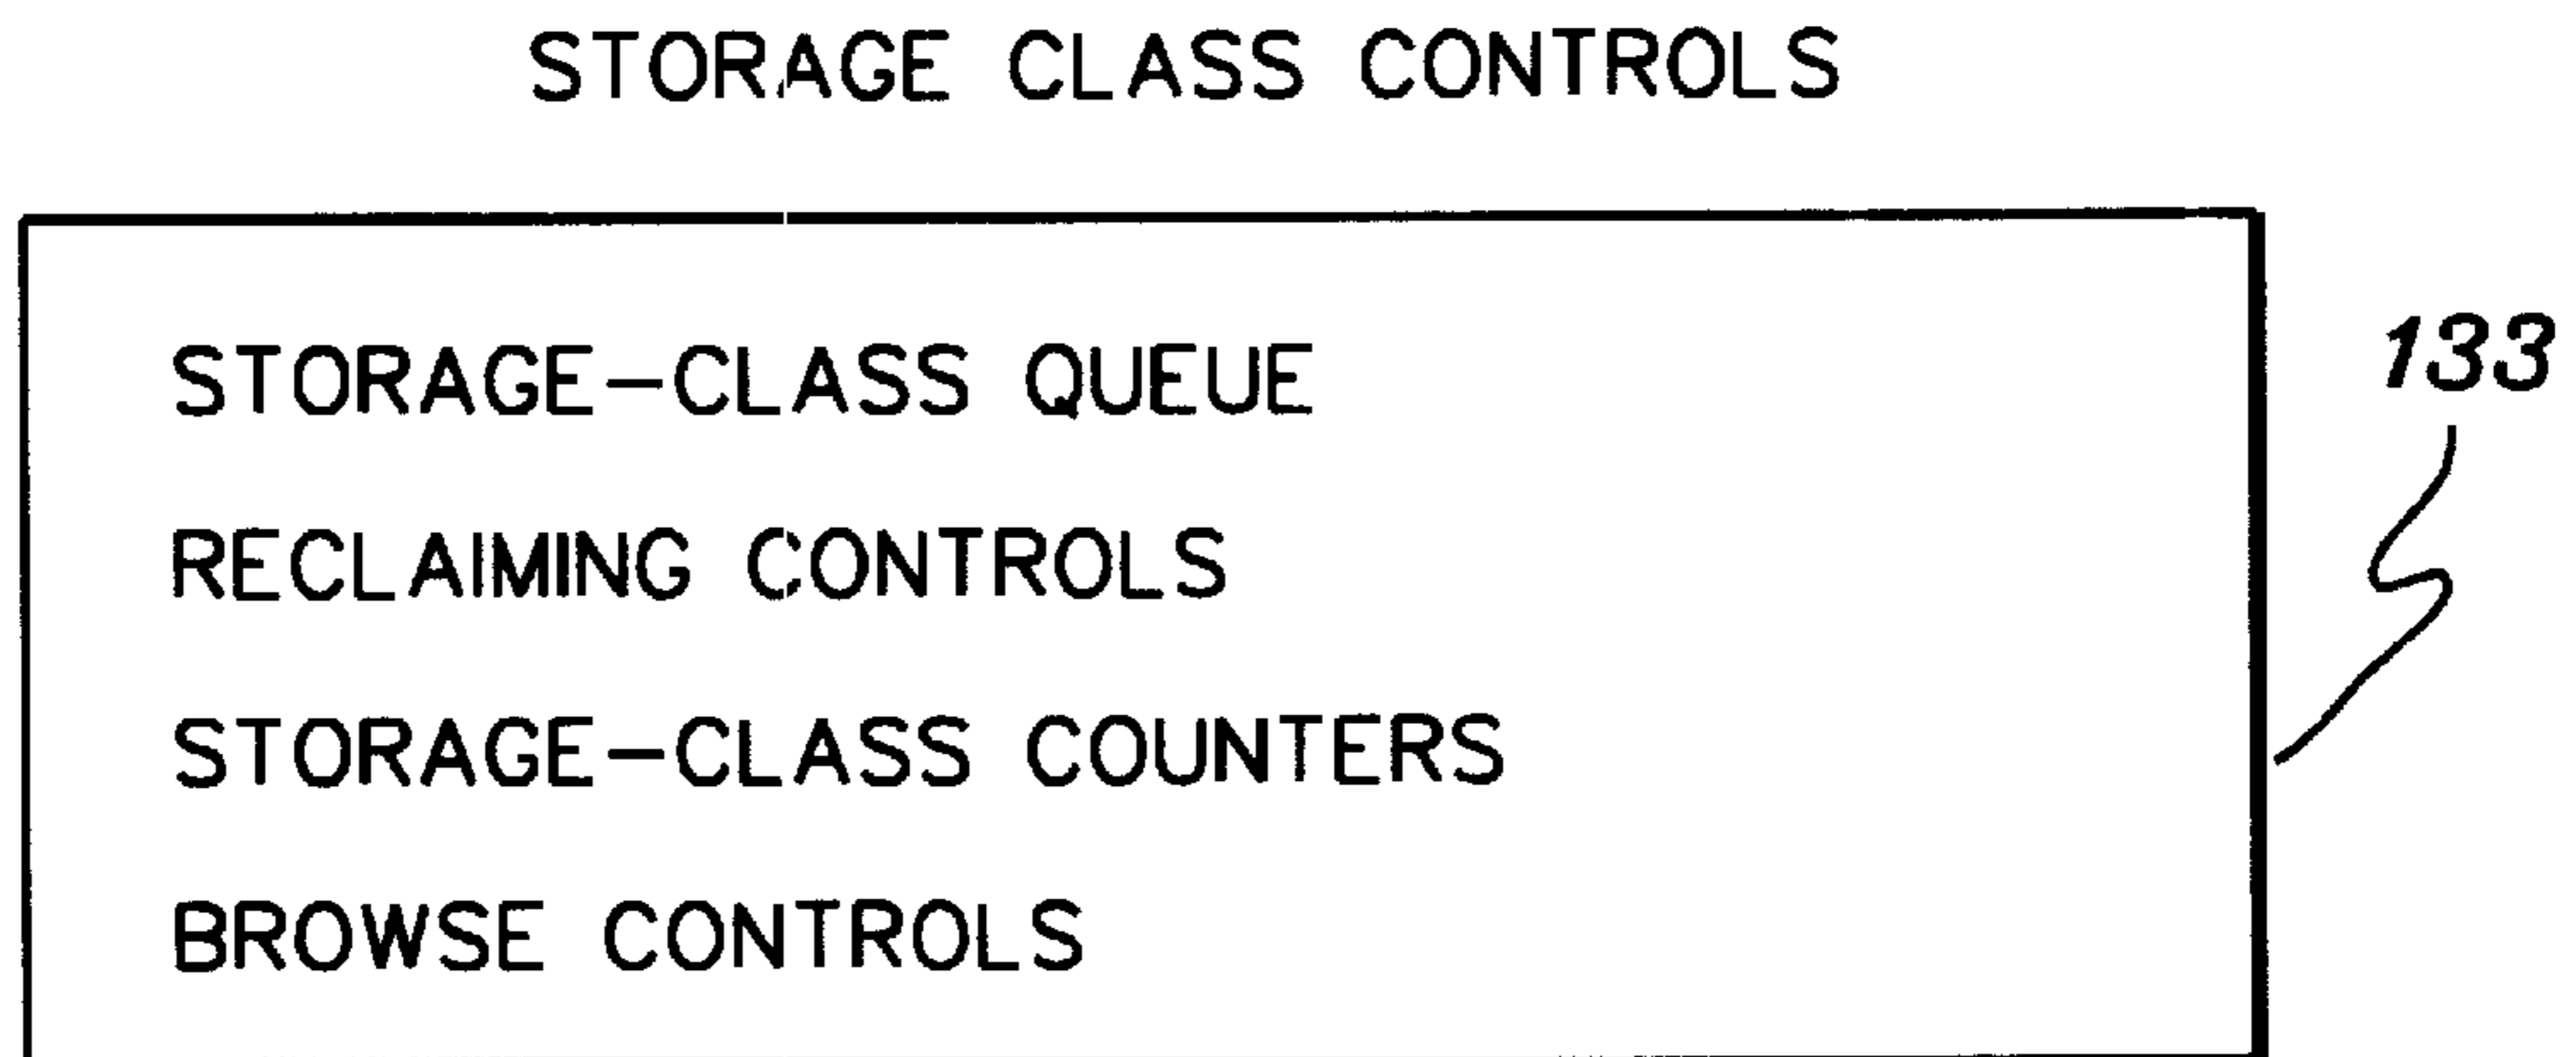 STORAGE CLASS CONTROLS
STORAGE-CLASS QUEUE
133
RECLAIMING CONTROLS
STORAGE-CLASS COUNTERS
BROWSE CONTROLS